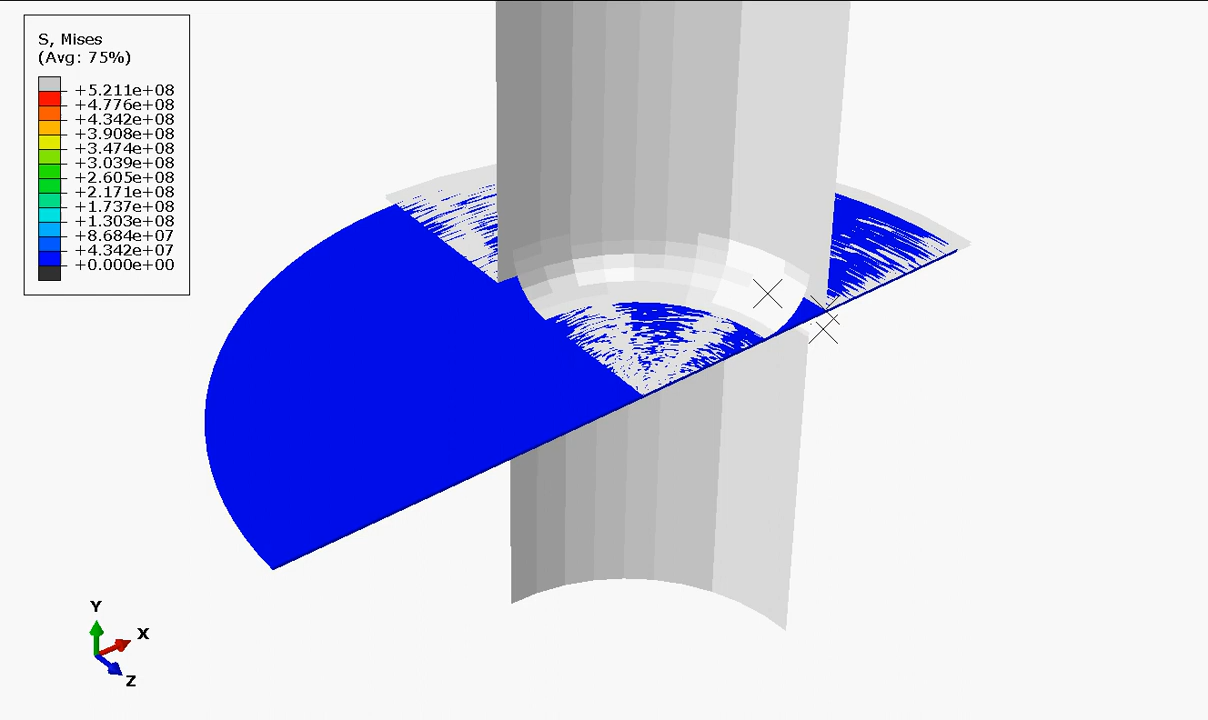 S, Mises
(Avg: 75%)
+5.211e+08
+4.776e+08
+4.342e+08
+3.908e+08
+3.474e+08
+3.039e+08
+2.605e+08
+2.171e+08
+1.737e+08
+1.303e+08
+8.684e+07
+4.342e+07
+0.000e+00
Y
X
Z